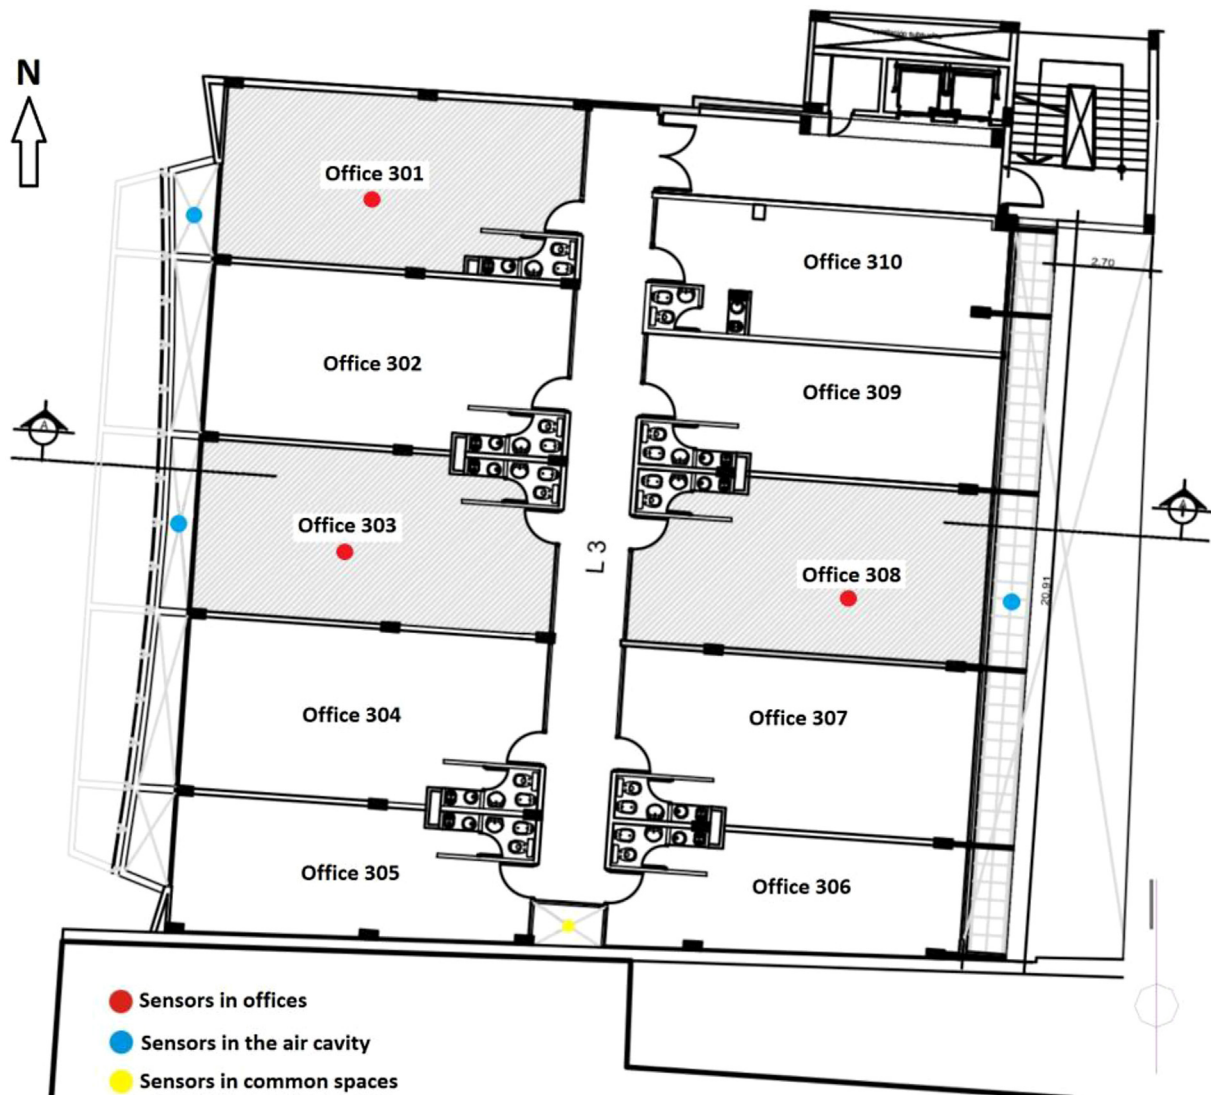 N
Office 301
Office 310
2.70
Office 302
Office 309
A
Office 303
L 3
Office 308
A
20.91
Office 304
Office 307
Office 305
Office 306
Sensors in offices
Sensors in the air cavity
Sensors in common spaces